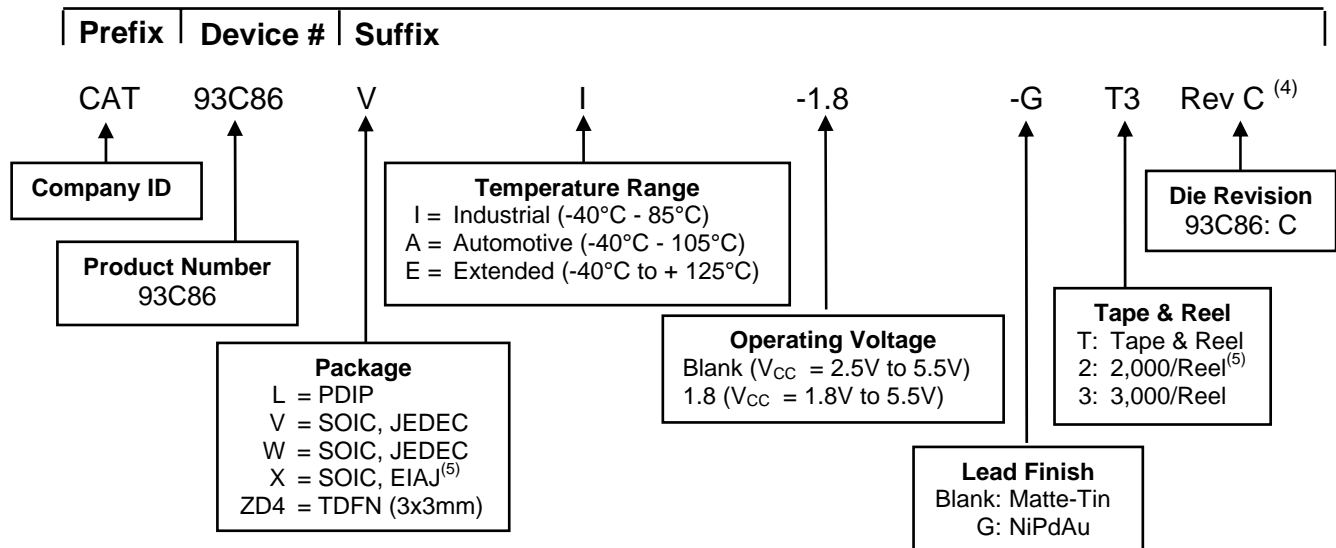 Prefix Device # Suffix
CAT 93C86 V I -1.8 -G T3 Rev C (4)
Company ID
Product Number
93C86
Package
L = PDIP
V = SOIC, JEDEC
W = SOIC, JEDEC
X = SOIC, EIAJ(5)
ZD4 = TDFN (3x3mm)
Temperature Range
I = Industrial (-40°C - 85°C)
A = Automotive (-40°C - 105°C)
E = Extended (-40°C to + 125°C)
Operating Voltage
Blank (VCC = 2.5V to 5.5V)
1.8 (VCC = 1.8V to 5.5V)
Lead Finish
Blank: Matte-Tin
G: NiPdAu
Tape & Reel
T: Tape & Reel
2: 2,000/Reel(5)
3: 3,000/Reel
Die Revision
93C86: C